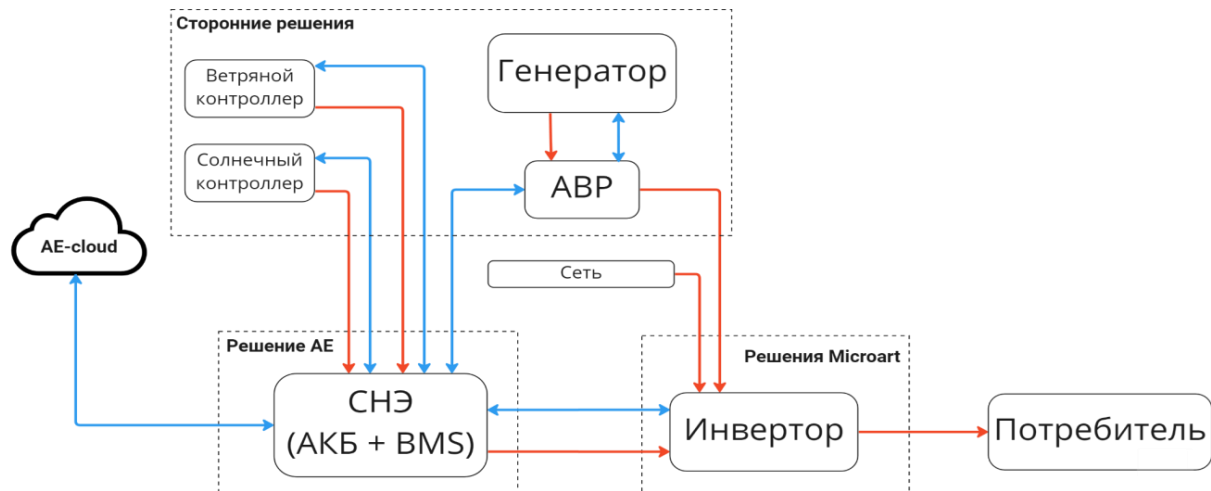 Сторонние решения
Ветряной
контроллер
Генератор
Солнечный
контроллер
АВР
AE-cloud
Сеть
Решение AE
Решения Microart
СНЭ
(АКБ + BMS)
Инвертор
Потребитель